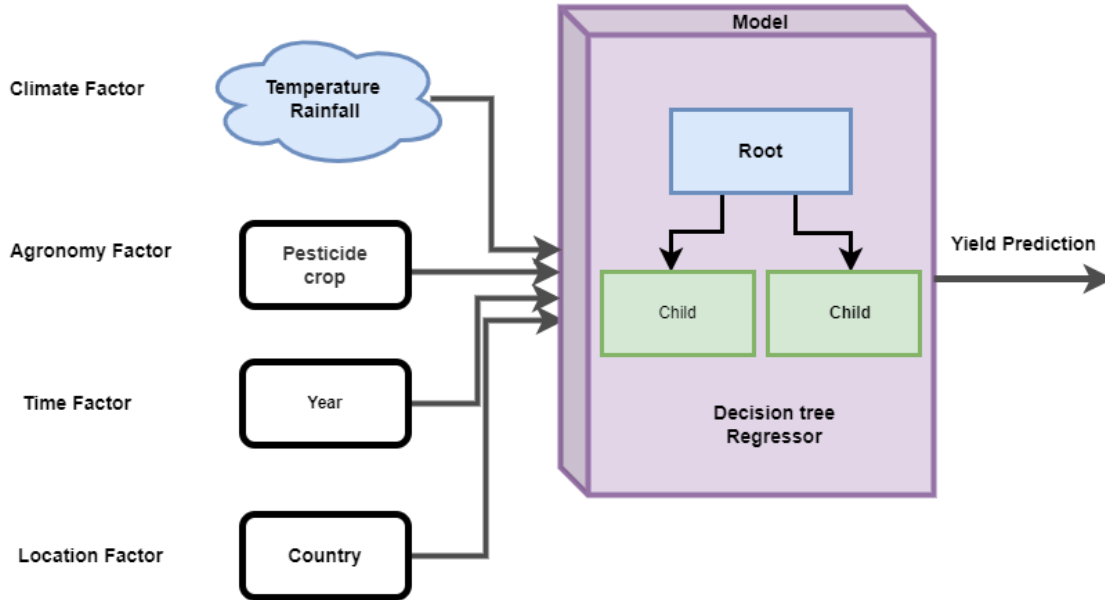 Model
Climate Factor
Temperature
Rainfall
Root
Agronomy Factor
Pesticide
crop
Yield Prediction
Child
Child
Time Factor
Year
Decision tree
Regressor
Location Factor
Country